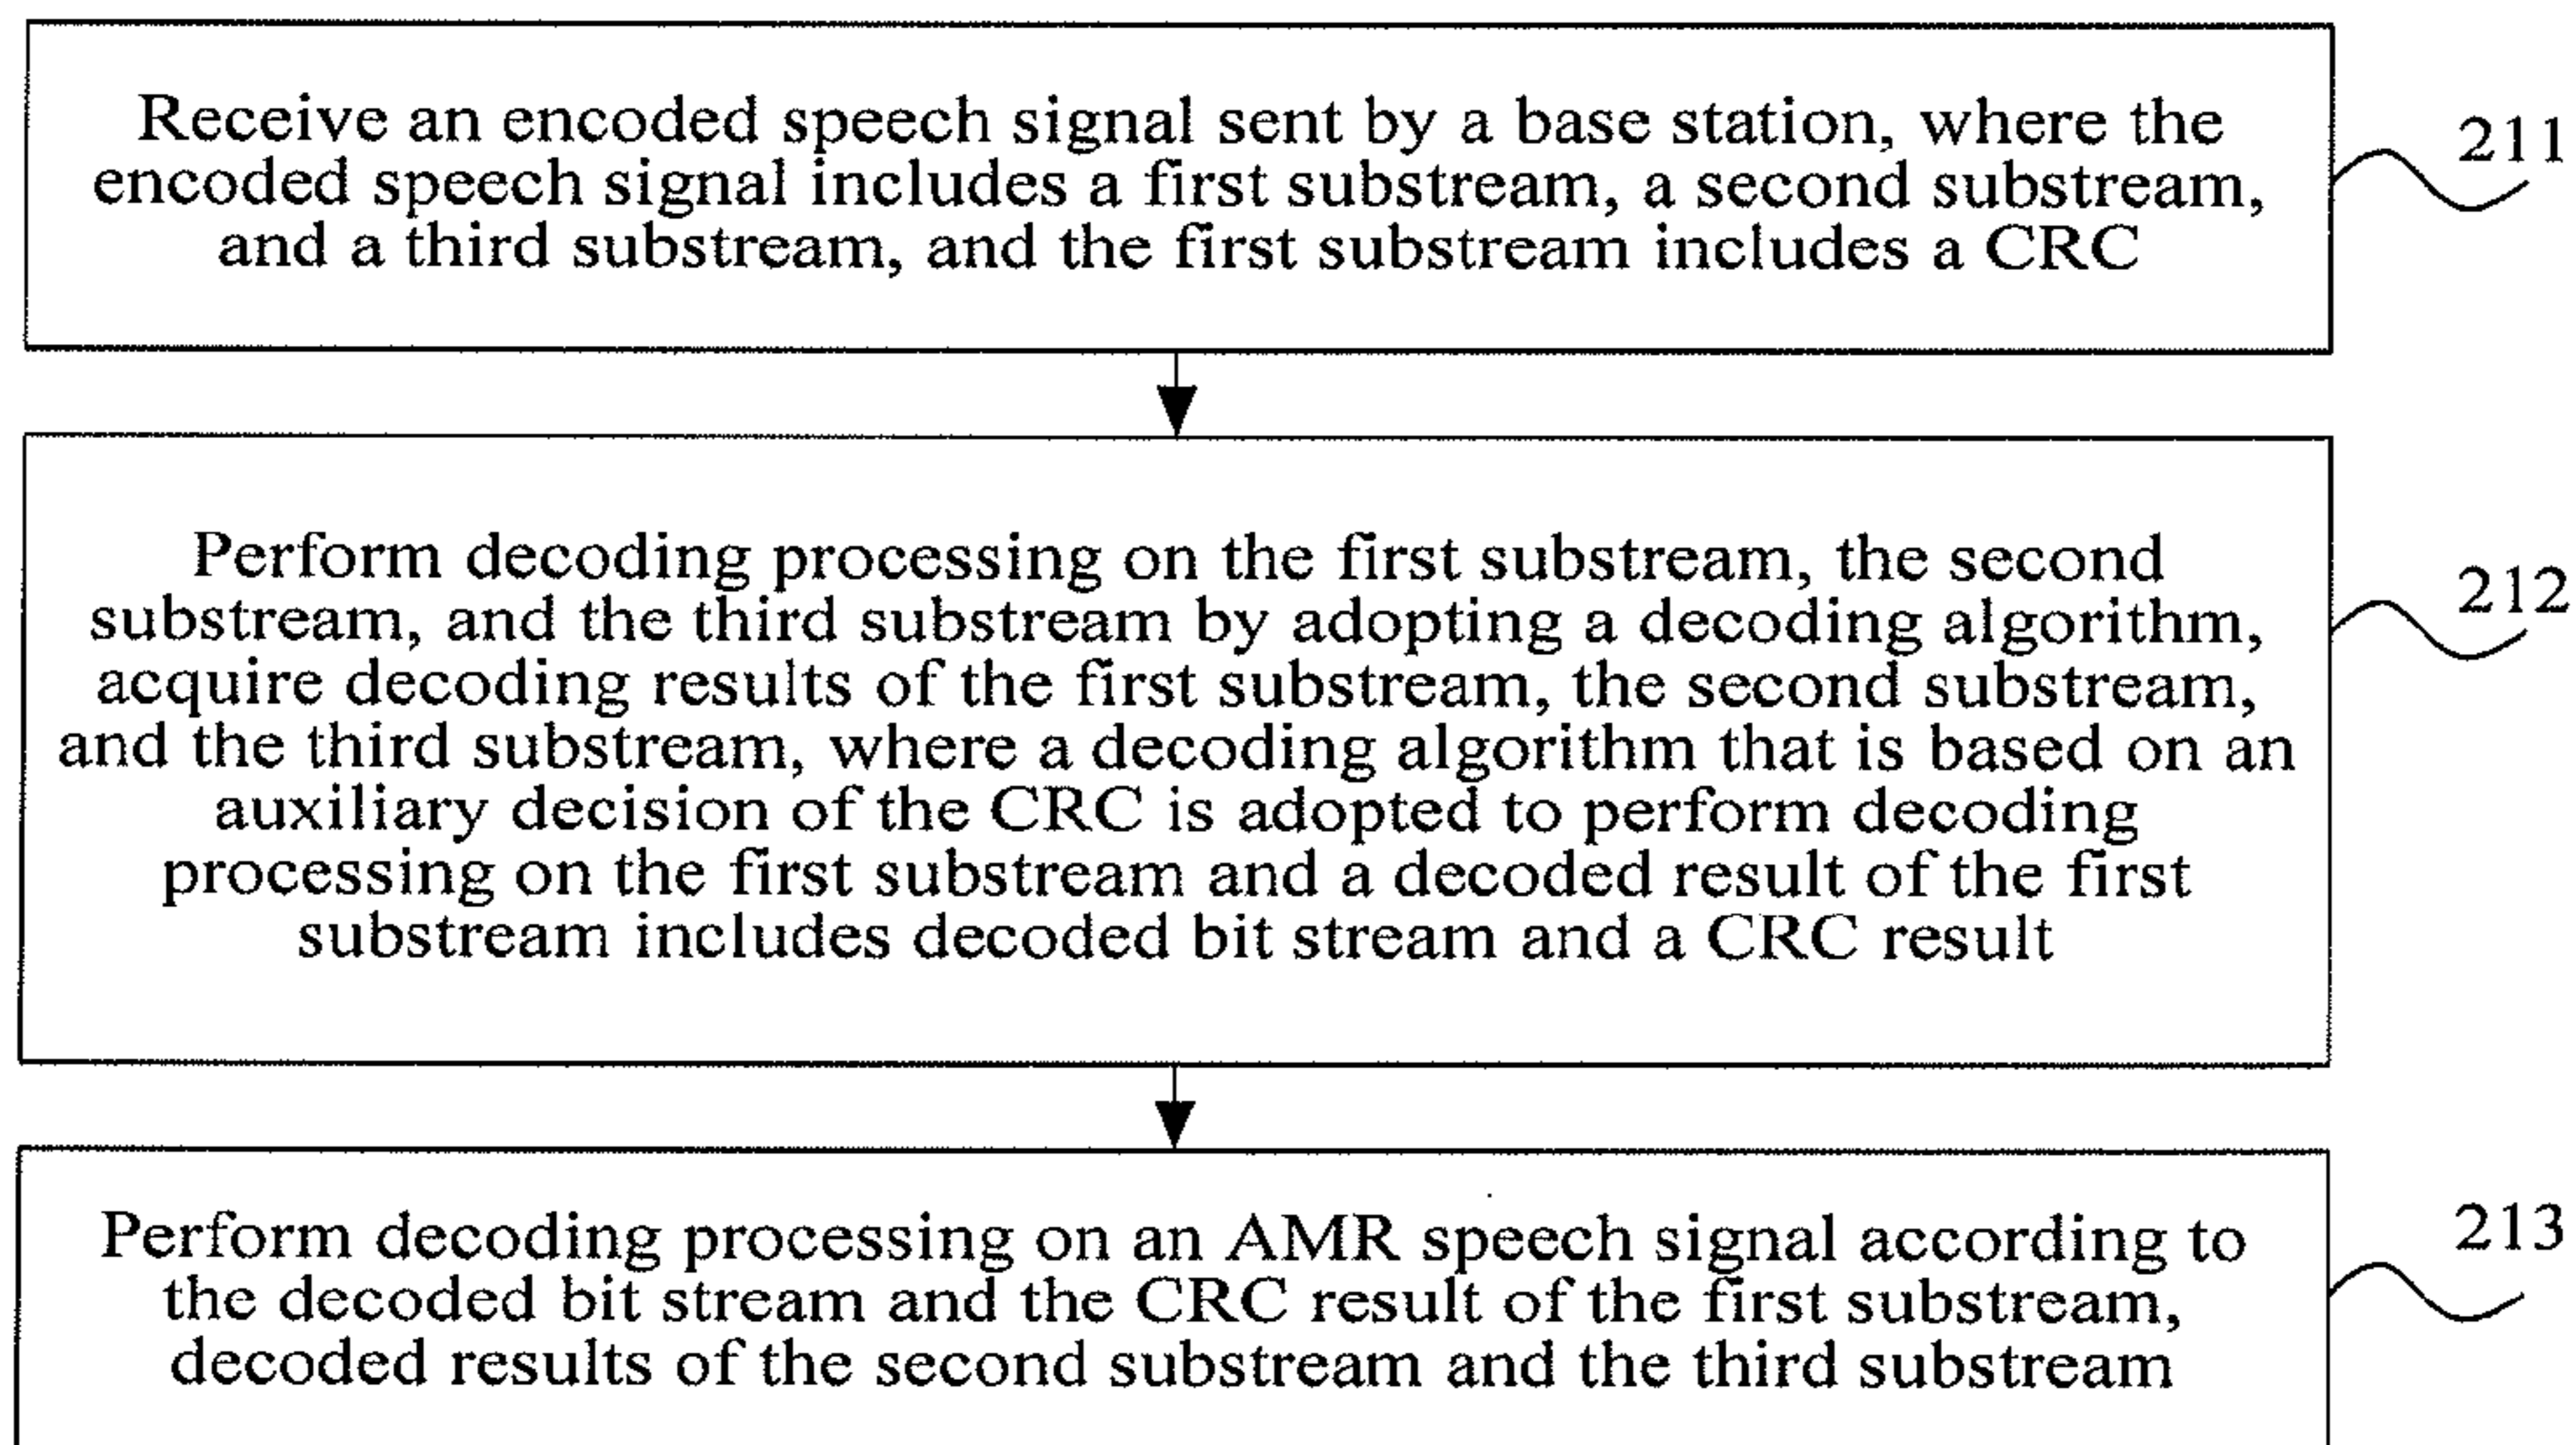 Receive an encoded speech signal sent by a base station, where the
encoded speech signal includes a first substream, a second substream,
and a third substream, and the first substream includes a CRC
211
Perform decoding processing on the first substream, the second
substream, and the third substream by adopting a decoding algorithm,
acquire decoding results of the first substream, the second substream,
and the third substream, where a decoding algorithm that is based on an
auxiliary decision of the CRC is adopted to perform decoding
processing on the first substream and a decoded result of the first
substream includes decoded bit stream and a CRC result
212
Perform decoding processing on an AMR speech signal according to
the decoded bit stream and the CRC result of the first substream,
decoded results of the second substream and the third substream
213